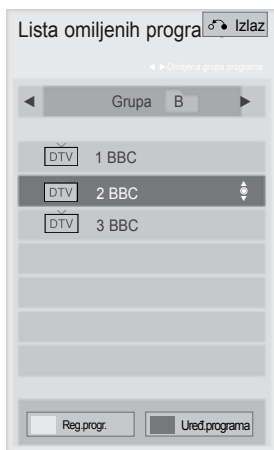 Lista omiljenih progra Izlaz
Omiljena grupa programa
Grupa B
DTV 1 BBC
DTV 2 BBC
DTV 3 BBC
Reg.progr. Uređ.programa